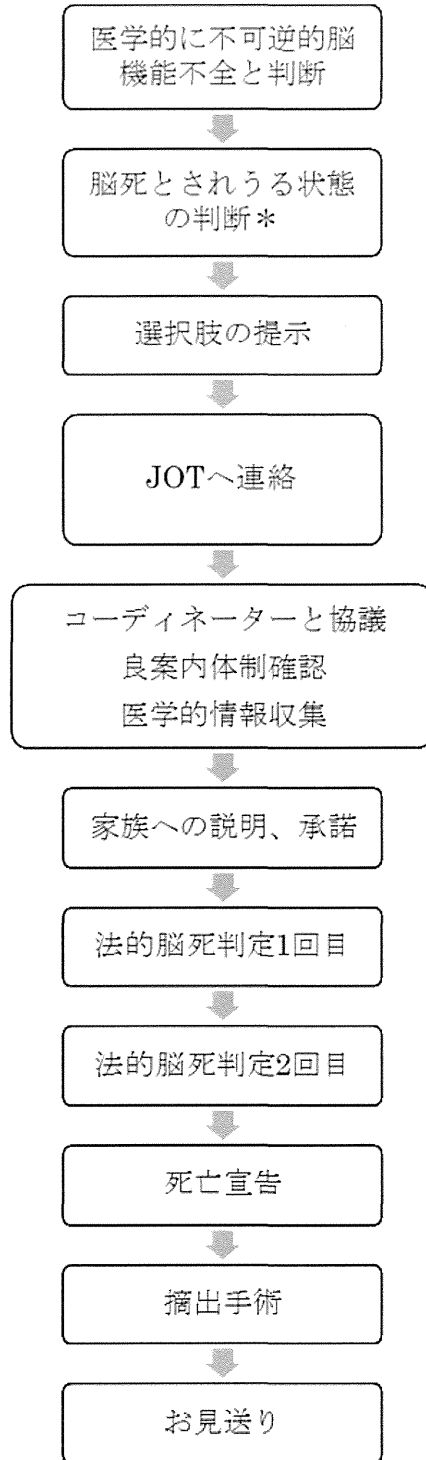 医学的に不可逆的脳
機能不全と判断
脳死とされうる状態
の判断＊
選択肢の提示
JOTへ連絡
コーディネーターと協議
良案内体制確認
医学的情報収集
家族への説明、承諾
法的脳死判定1回目
法的脳死判定2回目
死亡宣告
摘出手術
お見送り